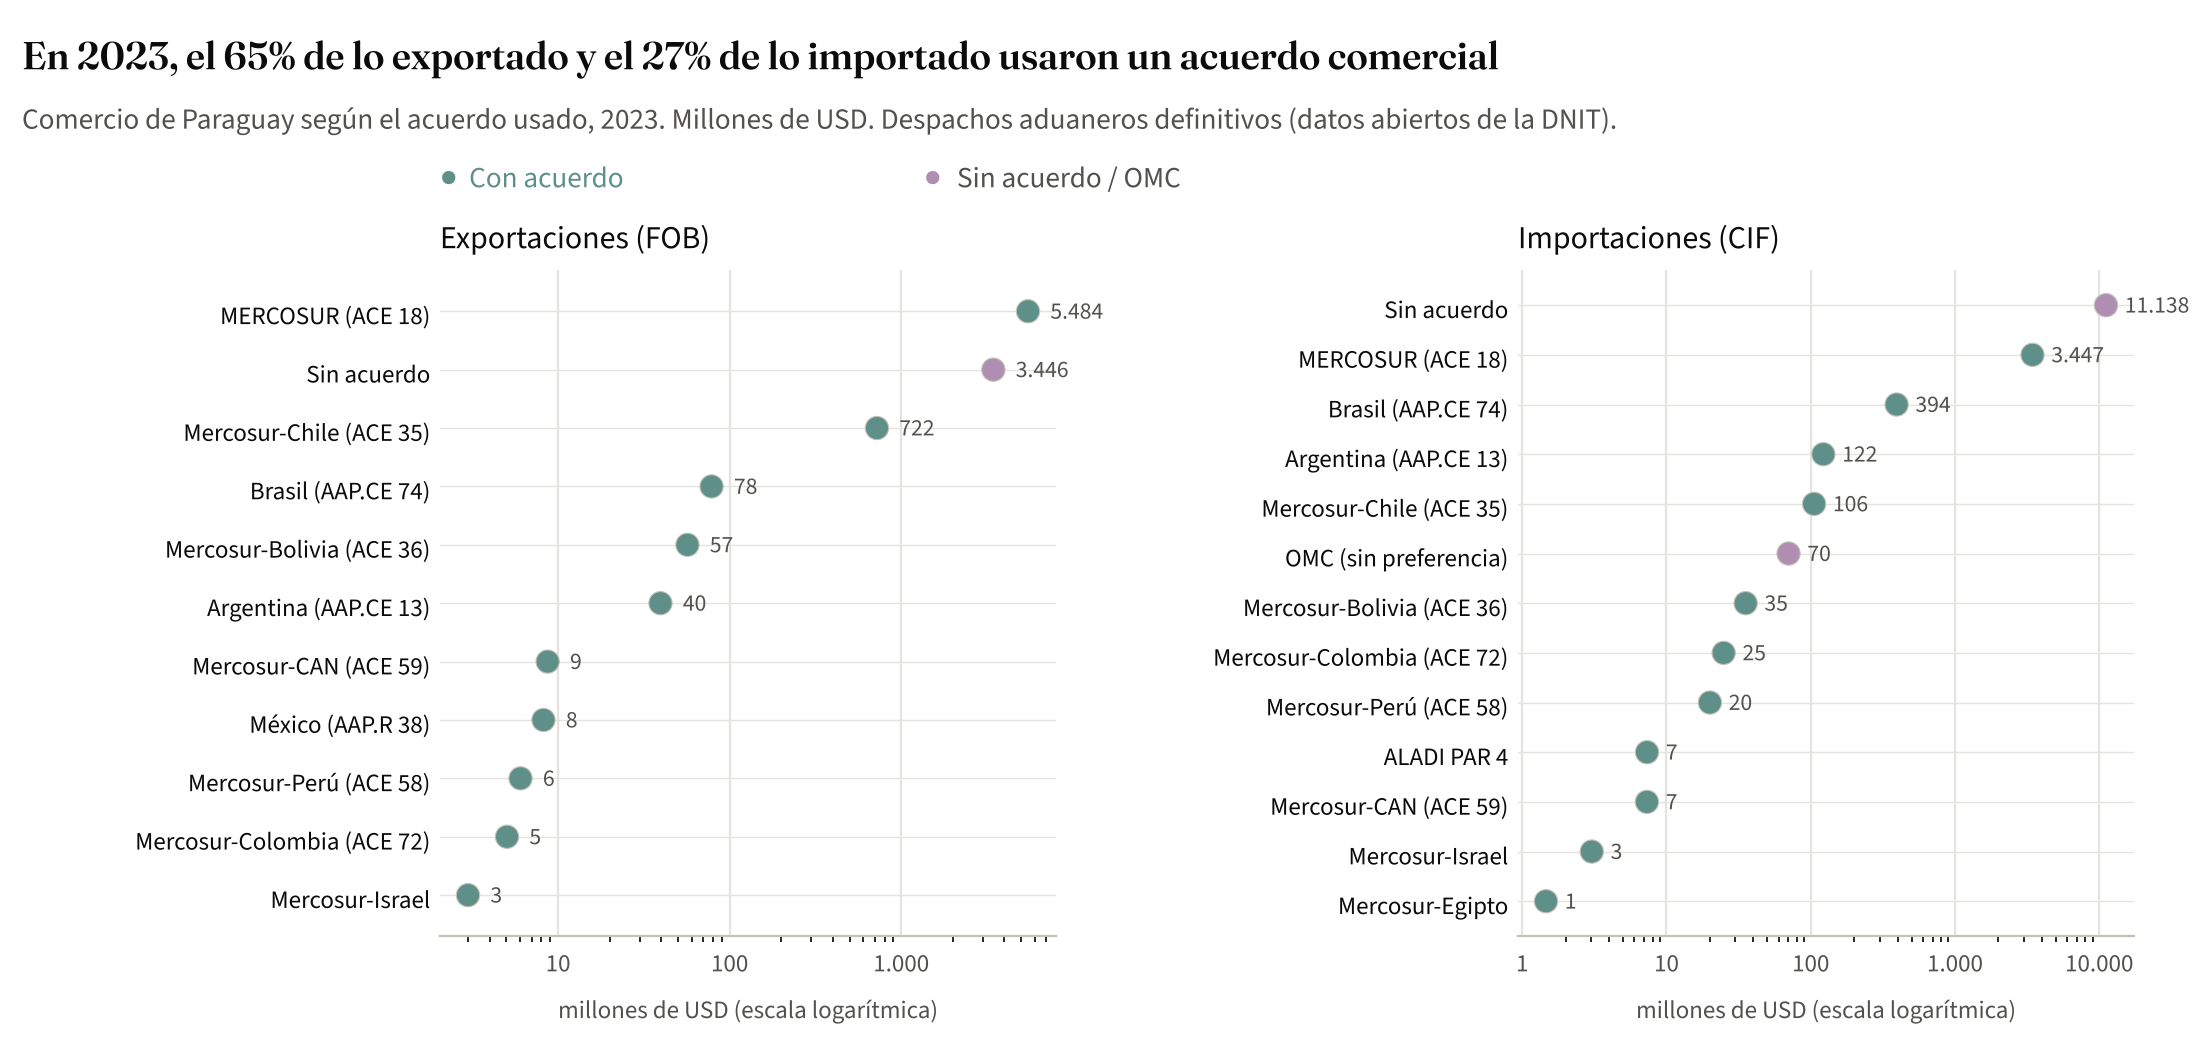 En 2023, el 65% de lo exportado y el 27% de lo importado usaron un acuerdo comercial
Comercio de Paraguay según el acuerdo usado, 2023. Millones de USD. Despachos aduaneros definitivos (datos abiertos de la DNIT).
Con acuerdo
Sin acuerdo / OMC
Exportaciones (FOB)
MERCOSUR (ACE 18) 5.484
Sin acuerdo 3.446
Mercosur-Chile (ACE 35) 722
Brasil (AAP.CE 74) 78
Mercosur-Bolivia (ACE 36) 57
Argentina (AAP.CE 13) 40
Mercosur-CAN (ACE 59) 9
México (AAP.R 38) 8
Mercosur-Perú (ACE 58) 6
Mercosur-Colombia (ACE 72) 5
Mercosur-Israel 3
10 100 1.000
millones de USD (escala logarítmica)
Importaciones (CIF)
Sin acuerdo 11.138
MERCOSUR (ACE 18) 3.447
Brasil (AAP.CE 74) 394
Argentina (AAP.CE 13) 122
Mercosur-Chile (ACE 35) 106
OMC (sin preferencia) 70
Mercosur-Bolivia (ACE 36) 35
Mercosur-Colombia (ACE 72) 25
Mercosur-Perú (ACE 58) 20
ALADI PAR 4 7
Mercosur-CAN (ACE 59) 7
Mercosur-Israel 3
Mercosur-Egipto 1
1 10 100 1.000 10.000
millones de USD (escala logarítmica)